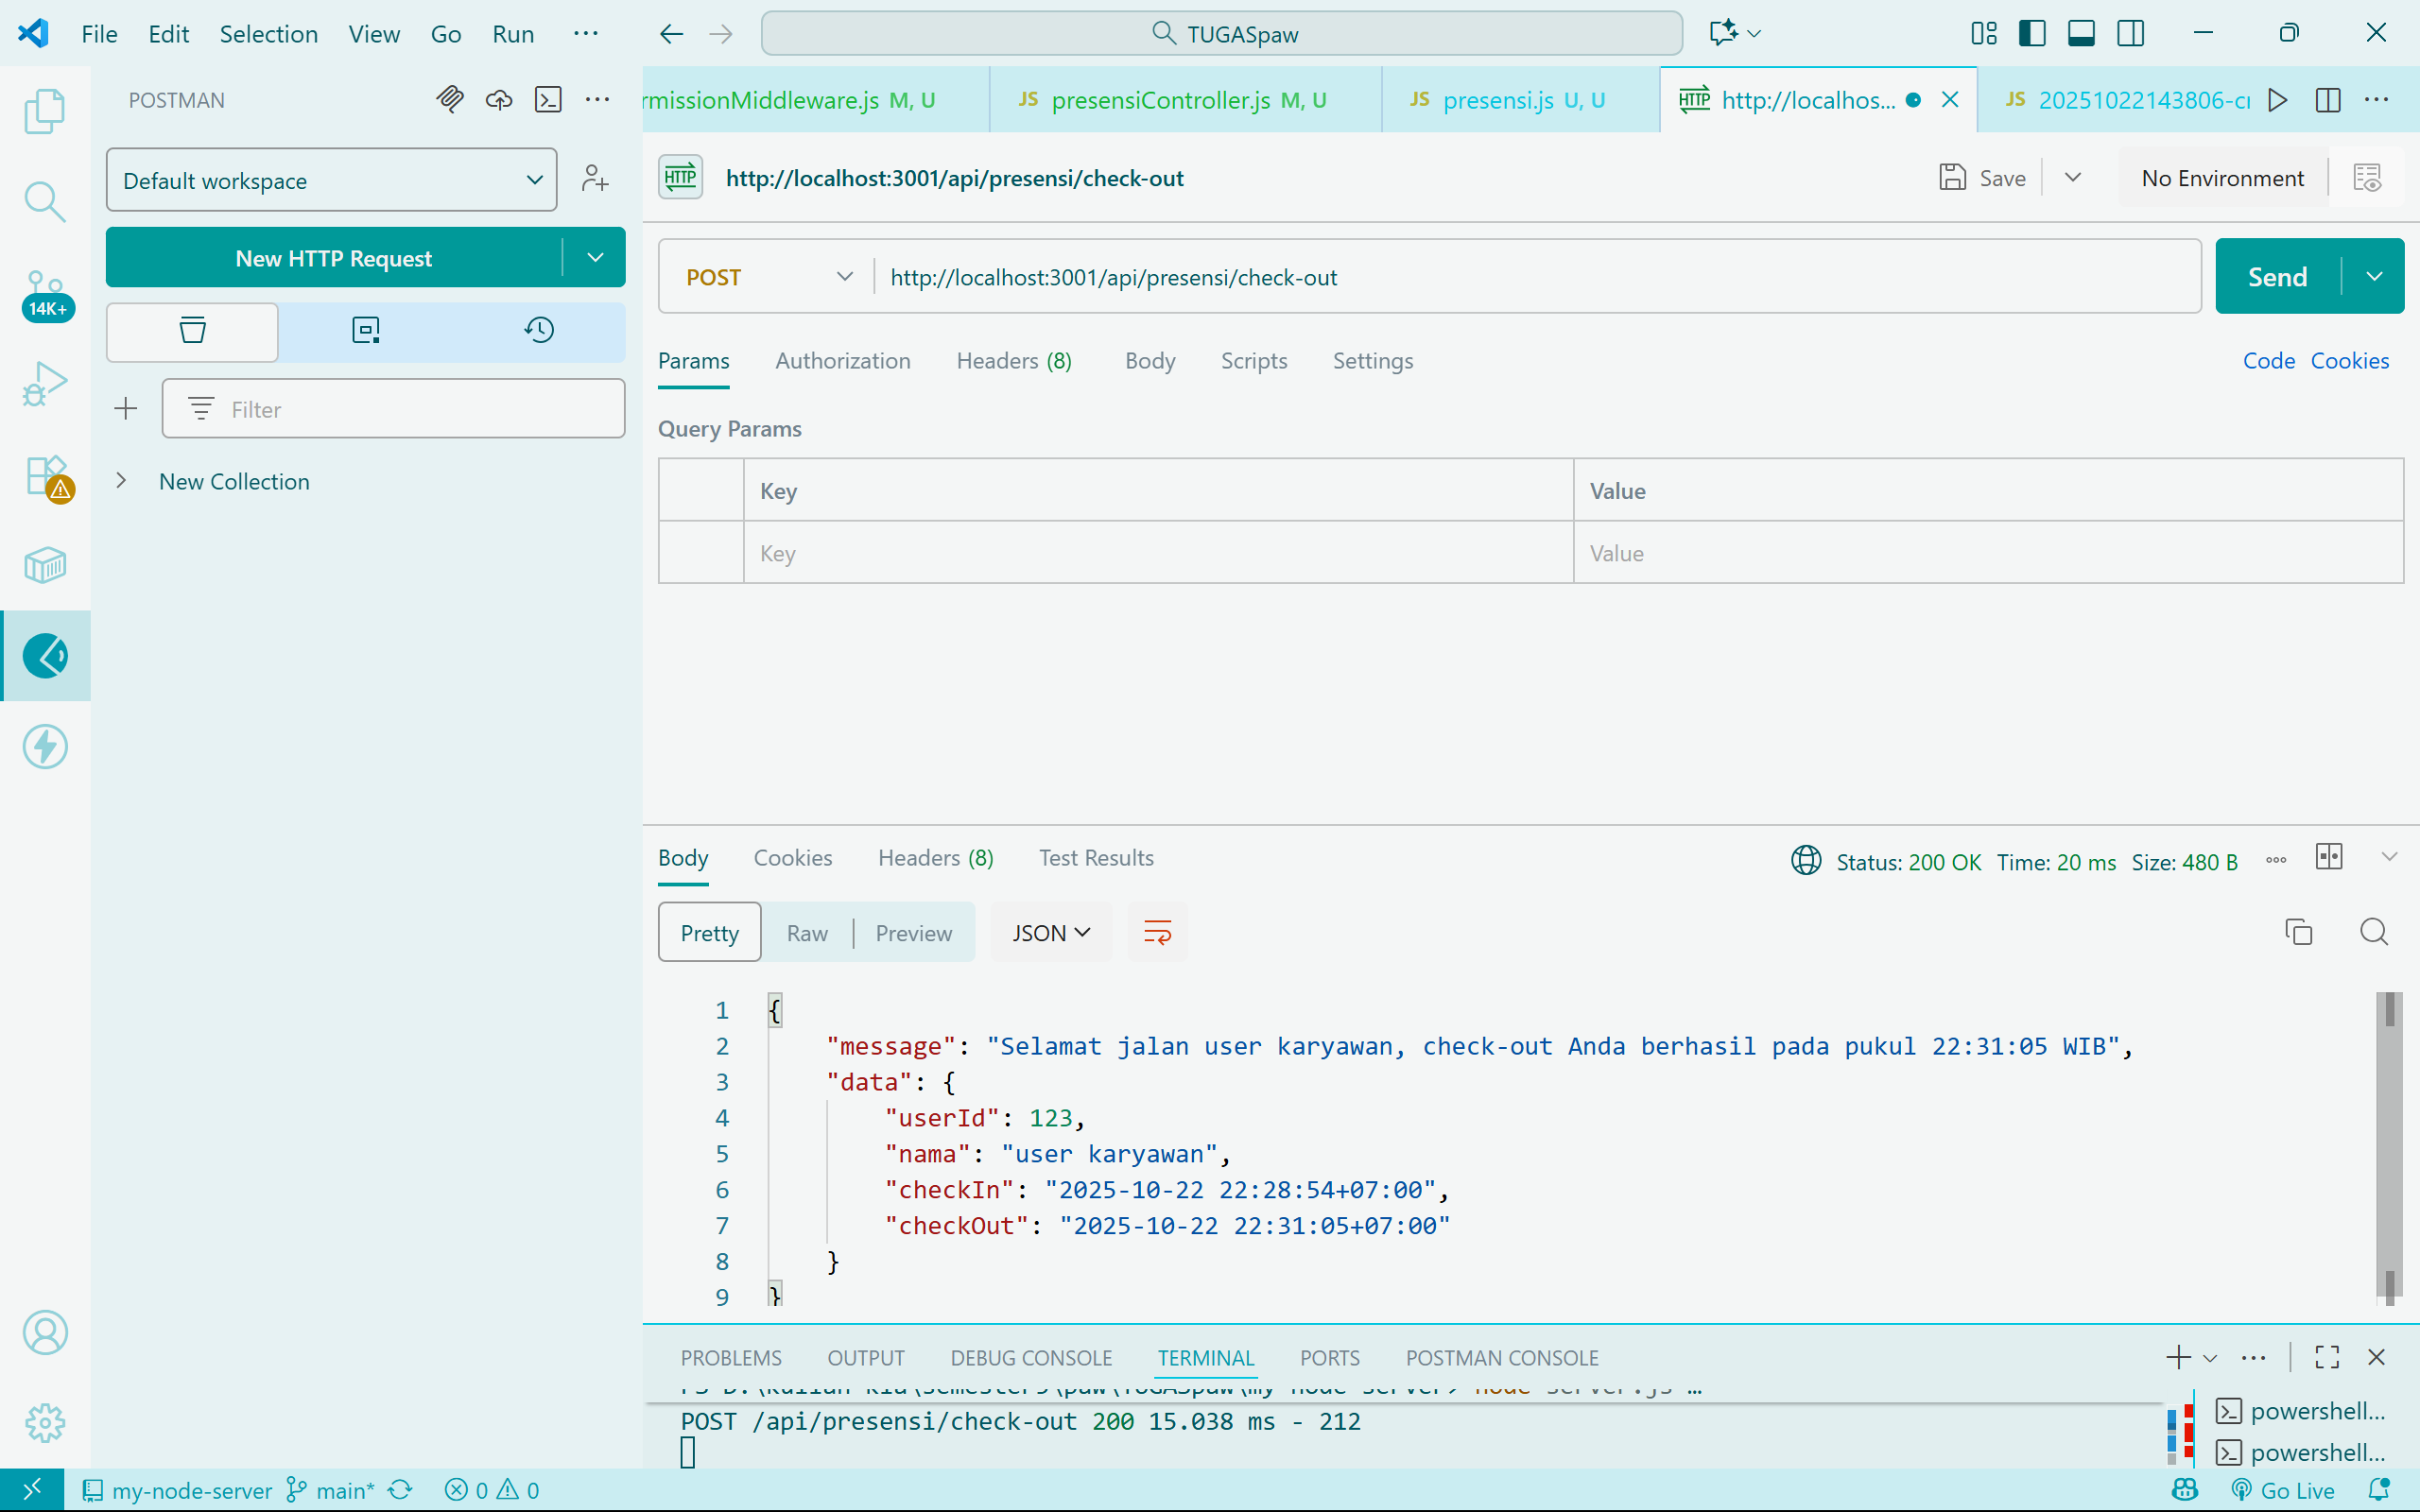 File Edit Selection View Go Run ···
TUGASpaw
POSTMAN
rmissionMiddleware.js M, U
JS presensiController.js M, U
JS presensi.js U, U
HTTP http://localhos...
JS 20251022143806-cr
Default workspace
HTTP http://localhost:3001/api/presensi/check-out
Save
No Environment
New HTTP Request
POST http://localhost:3001/api/presensi/check-out
Send
14K+
Params Authorization Headers (8) Body Scripts Settings
Code Cookies
Filter
Query Params
New Collection
Key Value
Key Value
Body Cookies Headers (8) Test Results
Status: 200 OK Time: 20 ms Size: 480 B
Pretty Raw Preview JSON
1 {
2 "message": "Selamat jalan user karyawan, check-out Anda berhasil pada pukul 22:31:05 WIB",
3 "data": {
4 "userId": 123,
5 "nama": "user karyawan",
6 "checkIn": "2025-10-22 22:28:54+07:00",
7 "checkOut": "2025-10-22 22:31:05+07:00"
8 }
9 }
PROBLEMS OUTPUT DEBUG CONSOLE TERMINAL PORTS POSTMAN CONSOLE
POST /api/presensi/check-out 200 15.038 ms - 212
powershell...
powershell...
my-node-server main* 0 0
Go Live